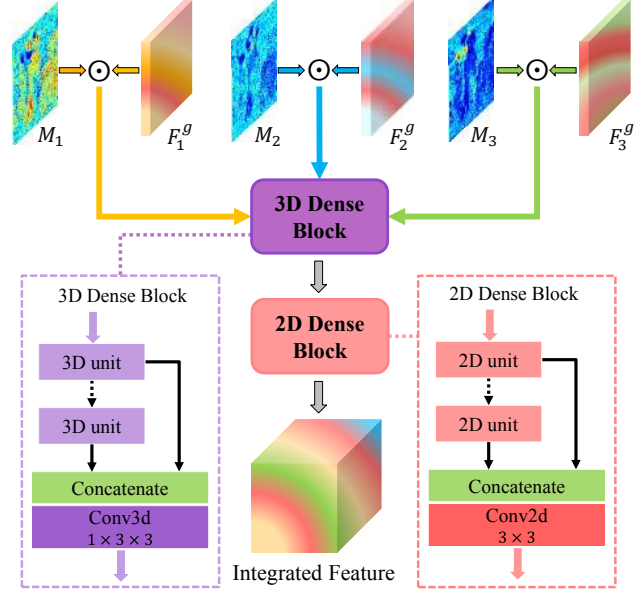 M₁ F₁ᵍ M₂ F₂ᵍ M₃ F₃ᵍ
3D Dense
Block
3D Dense Block
3D unit
3D unit
Concatenate
Conv3d
1 × 3 × 3
2D Dense
Block
Integrated Feature
2D Dense Block
2D unit
2D unit
Concatenate
Conv2d
3 × 3